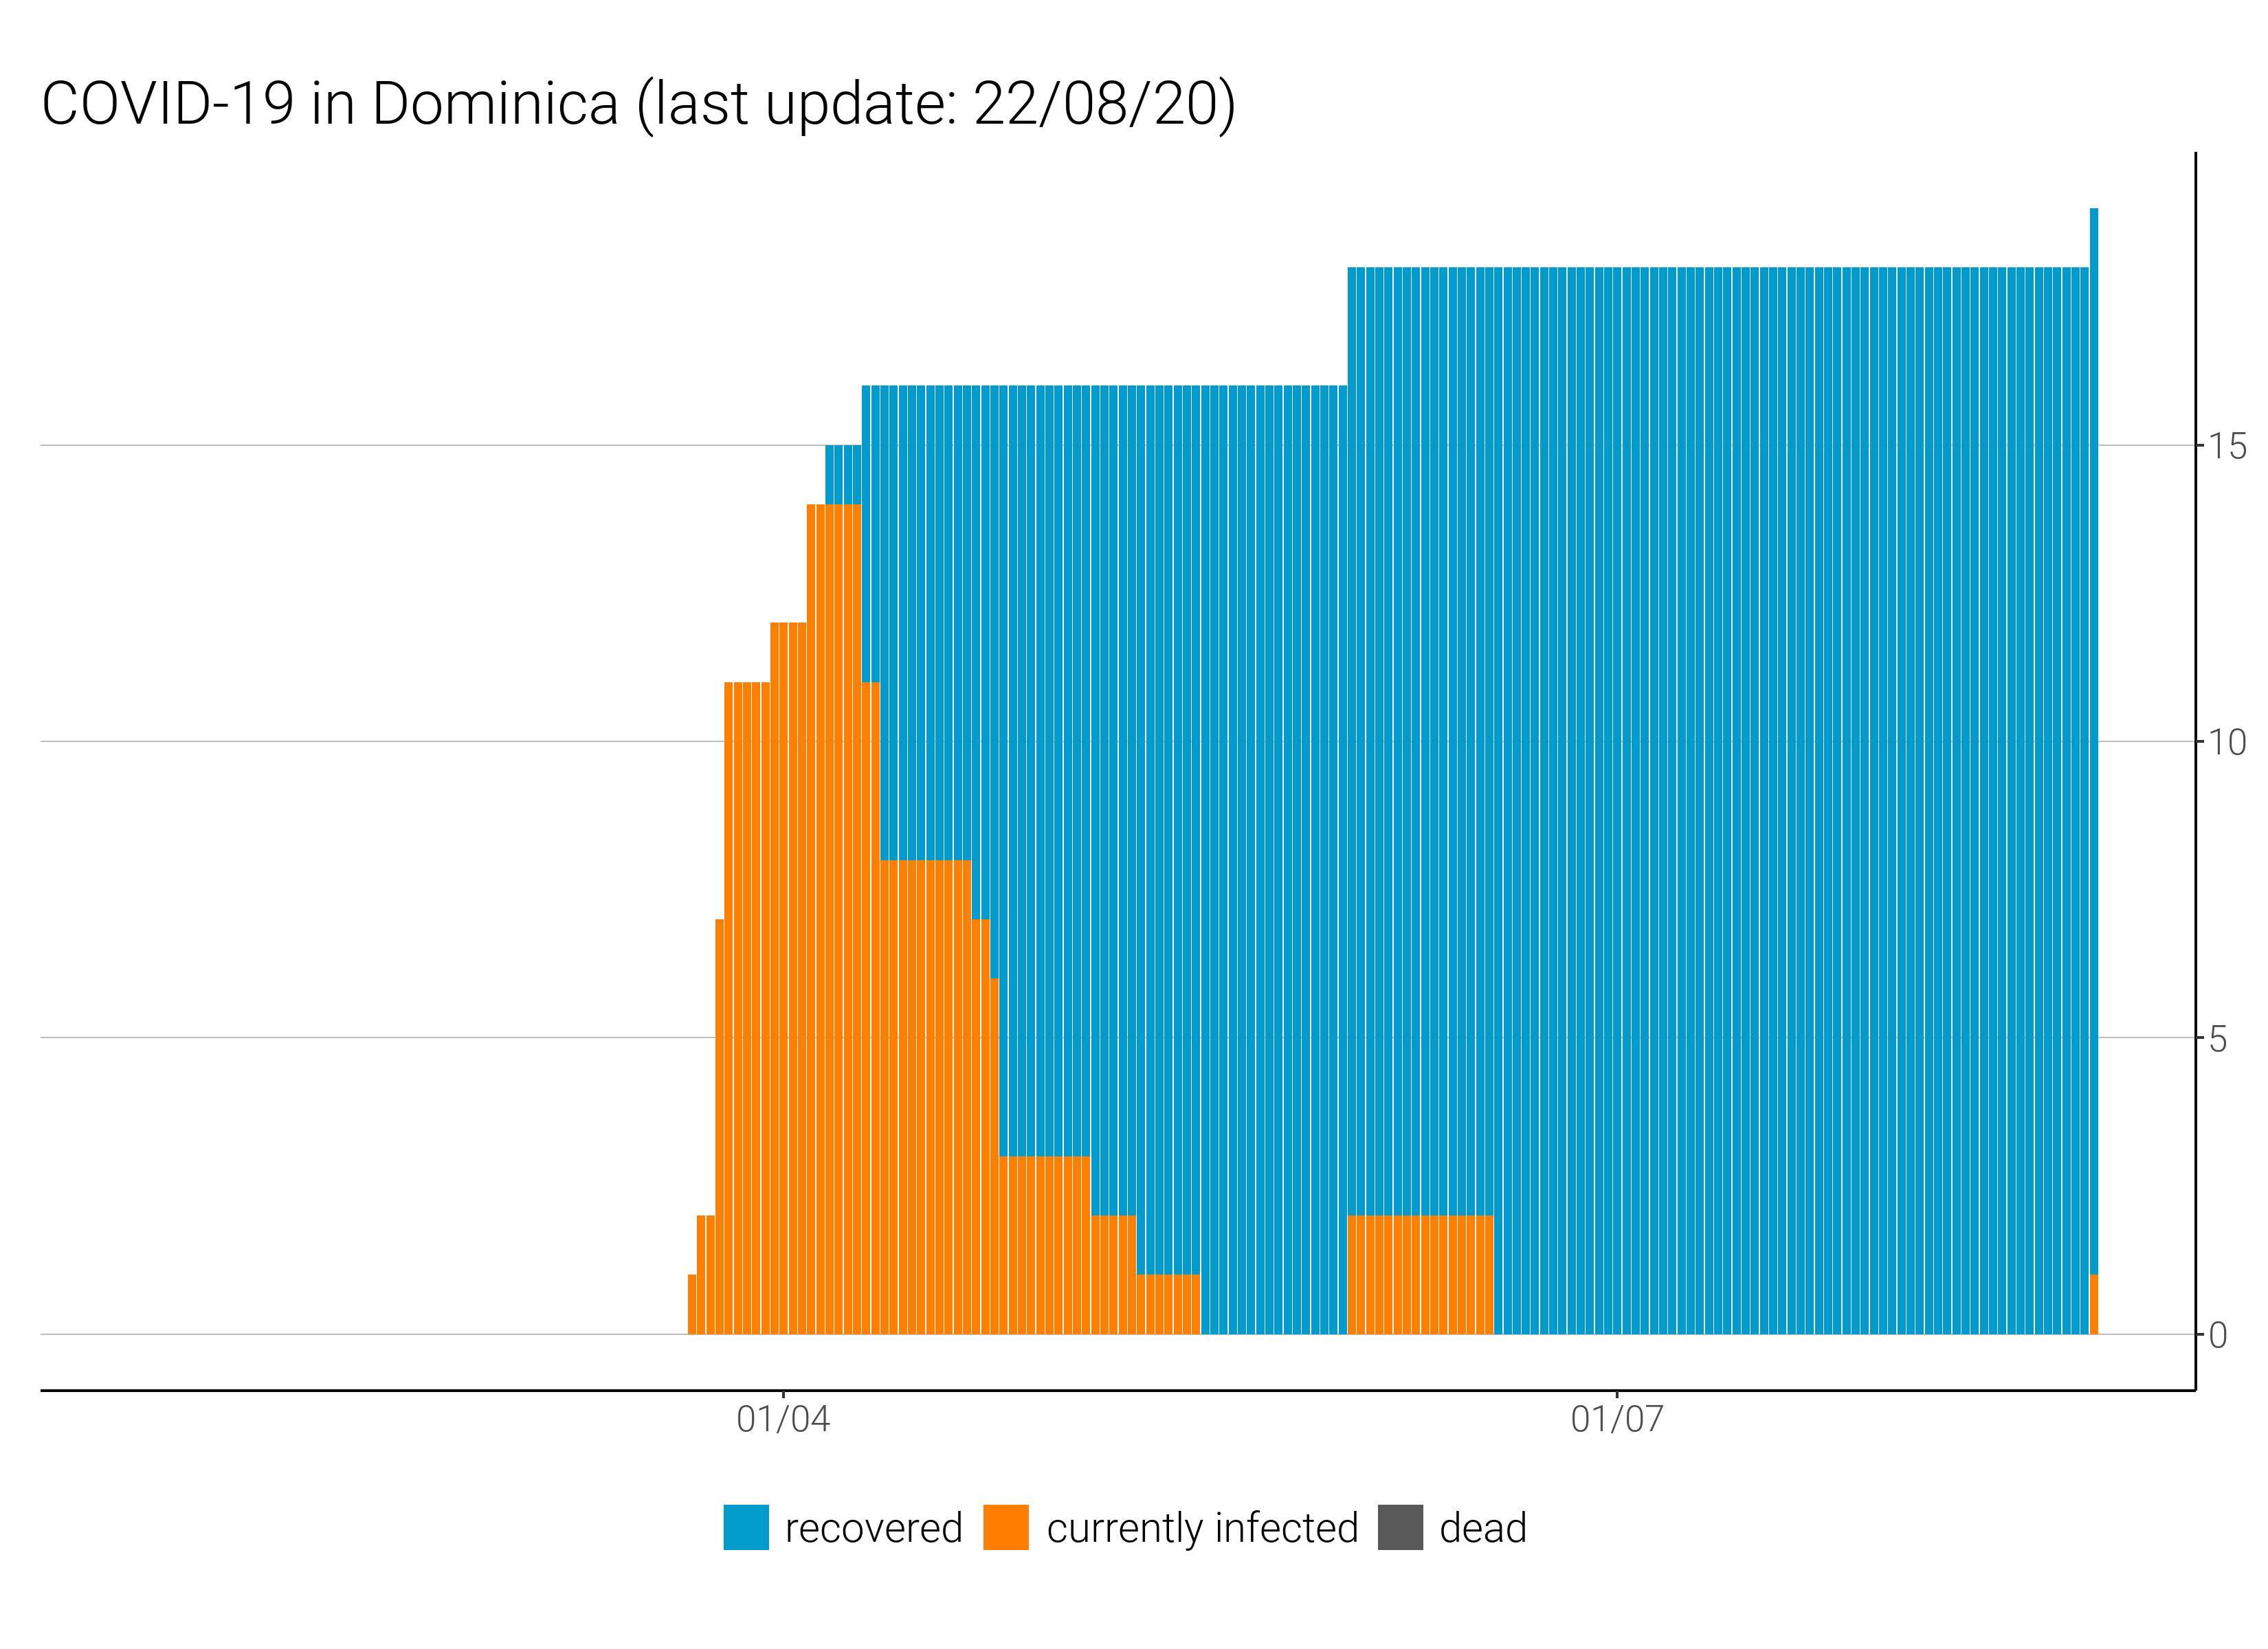 COVID-19 in Dominica (last update: 22/08/20)
15
10
5
0
01/04 01/07
recovered currently infected dead